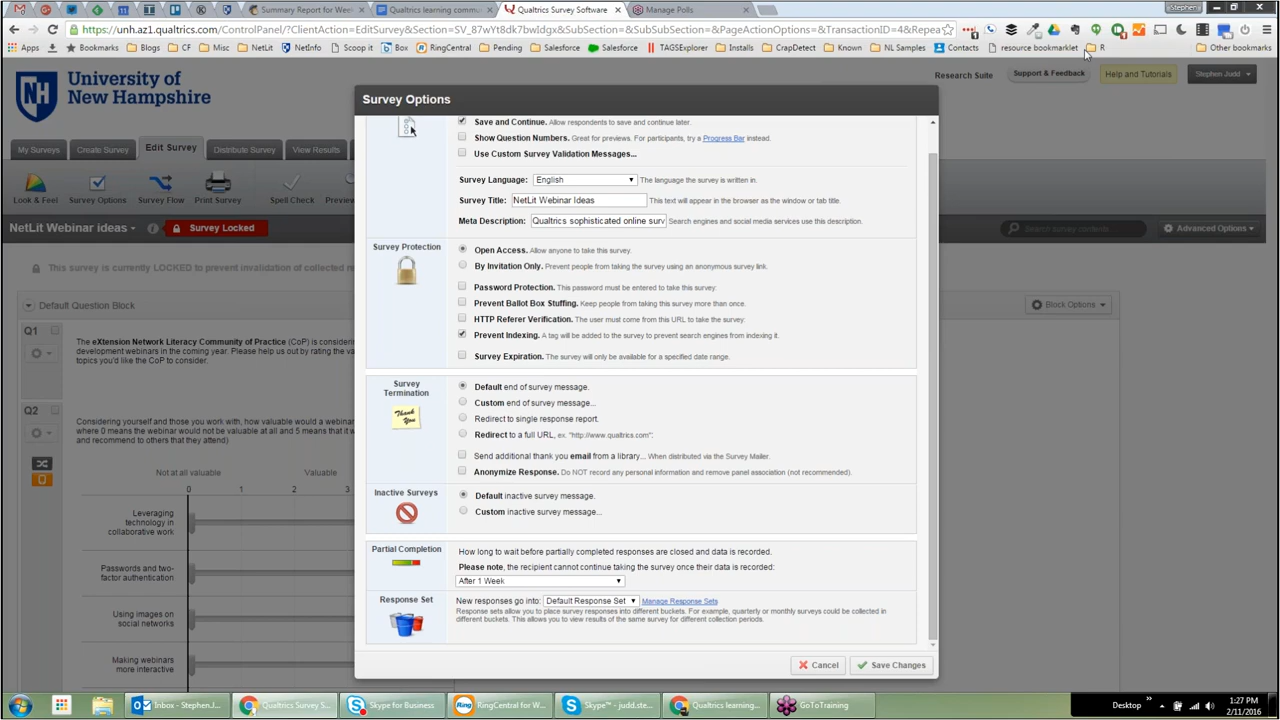 Summary Report for Wee
Qualtrics learning commu
Qualtrics Survey Software
Manage Polls
Stephen
https://unh.az1.qualtrics.com/ControlPanel/?ClientAction=EditSurvey&Section=SV_87wYt8dk7bwIdgx&SubSection=&SubSubSection=&PageActionOptions=&TransactionID=4&Repea
Apps Bookmarks Blogs CF Misc NetLit NetInfo Scoop it Box RingCentral Pending Salesforce Salesforce TAGSExplorer Installs CrapDetect Known NL Samples Contacts resource bookmarklet R Other bookmarks
University of
New Hampshire
Research Suite Support & Feedback Help and Tutorials Stephen Judd
My Surveys Create Survey Edit Survey Distribute Survey View Results
Look & Feel Survey Options Survey Flow Print Survey Spell Check Preview
NetLit Webinar ideas Survey Locked
Search survey contents... Advanced Options
This survey is currently LOCKED to prevent invalidation of collected re
Default Question Block
Block Options
Q1
The eXtension Network Literacy Community of Practice (CoP) is consideri
development webinars in the coming year. Please help us out by rating the val
topics you'd like the CoP to consider.
Q2
Considering yourself and those you work with, how valuable would a webinar
where 0 means the webinar would not be valuable at all and 5 means that it w
and recommend to others that they attend)
Not at all valuable Valuable
0 1 2 3
Leveraging
technology in
collaborative work
Passwords and two-
factor authentication
Using images on
social networks
Making webinars
more interactive
Survey Options
Save and Continue. Allow respondents to save and continue later.
Show Question Numbers. Great for previews. For participants, try a Progress Bar instead.
Use Custom Survey Validation Messages...
Survey Language: English The language the survey is written in.
Survey Title: NetLit Webinar Ideas This text will appear in the browser as the window or tab title.
Meta Description: Qualtrics sophisticated online surv Search engines and social media services use this description.
Survey Protection
Open Access. Allow anyone to take this survey.
By Invitation Only. Prevent people from taking the survey using an anonymous survey link.
Password Protection. This password must be entered to take this survey:
Prevent Ballot Box Stuffing. Keep people from taking this survey more than once.
HTTP Referer Verification. The user must come from this URL to take the survey:
Prevent Indexing. A tag will be added to the survey to prevent search engines from indexing it.
Survey Expiration. The survey will only be available for a specified date range.
Survey
Termination
Thank
You
Default end of survey message.
Custom end of survey message...
Redirect to single response report.
Redirect to a full URL, ex. "http://www.qualtrics.com":
Send additional thank you email from a library... When distributed via the Survey Mailer.
Anonymize Response. Do NOT record any personal information and remove panel association (not recommended).
Inactive Surveys
Default inactive survey message.
Custom inactive survey message...
Partial Completion
How long to wait before partially completed responses are closed and data is recorded.
Please note, the recipient cannot continue taking the survey once their data is recorded:
After 1 Week
Response Set
New responses go into: Default Response Set Manage Response Sets
Response sets allow you to place survey responses into different buckets. For example, quarterly or monthly surveys could be collected in
different buckets. This allows you to view results of the same survey for different collection periods.
Cancel Save Changes
Inbox - Stephen.J... Qualtrics Survey S... Skype for Business RingCentral for W... Skype™ - judd.ste... Qualtrics learning... GoToTraining
Desktop
1:27 PM
2/11/2016